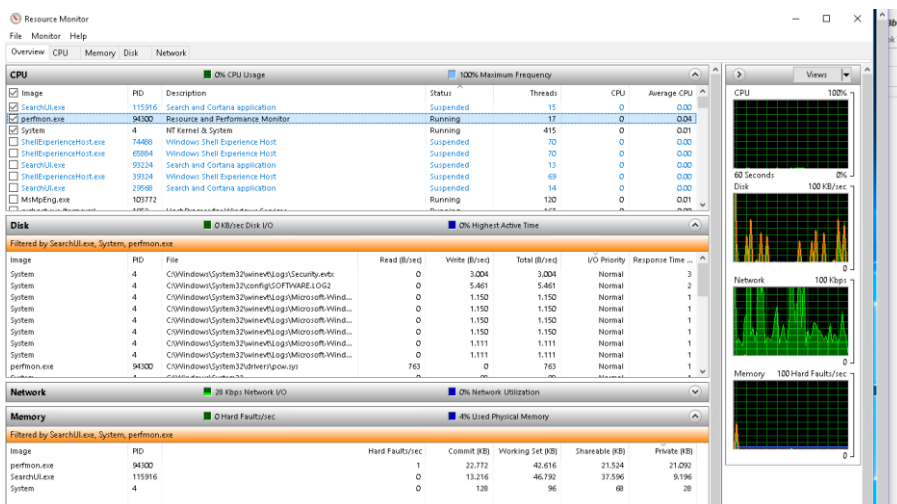 Resource Monitor
File Monitor Help
Overview CPU Memory Disk Network
CPU 0% CPU Usage 100% Maximum Frequency
Image PID Description Status Threads CPU Average CPU
SearchUI.exe 115916 Search and Cortana application Suspended 15 0 0.00
perfmon.exe 94300 Resource and Performance Monitor Running 17 0 0.04
System 4 NT Kernel & System Running 415 0 0.01
ShellExperienceHost.exe 74488 Windows Shell Experience Host Suspended 70 0 0.00
ShellExperienceHost.exe 65884 Windows Shell Experience Host Suspended 70 0 0.00
SearchUI.exe 93224 Search and Cortana application Suspended 13 0 0.00
ShellExperienceHost.exe 39324 Windows Shell Experience Host Suspended 69 0 0.00
SearchUI.exe 29568 Search and Cortana application Suspended 14 0 0.00
MsMpEng.exe 103772 Running 120 0 0.01
Disk 0 KB/sec Disk I/O 0% Highest Active Time
Filtered by SearchUI.exe, System, perfmon.exe
Image PID File Read (B/sec) Write (B/sec) Total (B/sec) I/O Priority Response Time ...
System 4 C:\Windows\System32\winevt\Logs\Security.evtx 0 3.004 3.004 Normal 3
System 4 C:\Windows\System32\config\SOFTWARE.LOG2 0 5.461 5.461 Normal 2
System 4 C:\Windows\System32\winevt\Logs\Microsoft-Wind... 0 1.150 1.150 Normal 1
System 4 C:\Windows\System32\winevt\Logs\Microsoft-Wind... 0 1.150 1.150 Normal 1
System 4 C:\Windows\System32\winevt\Logs\Microsoft-Wind... 0 1.150 1.150 Normal 1
System 4 C:\Windows\System32\winevt\Logs\Microsoft-Wind... 0 1.150 1.150 Normal 1
System 4 C:\Windows\System32\winevt\Logs\Microsoft-Wind... 0 1.111 1.111 Normal 1
System 4 C:\Windows\System32\winevt\Logs\Microsoft-Wind... 0 1.111 1.111 Normal 1
perfmon.exe 94300 C:\Windows\System32\drivers\pow.sys 763 0 763 Normal 1
Network 28 Kbps Network I/O 0% Network Utilization
Memory 0 Hard Faults/sec 4% Used Physical Memory
Filtered by SearchUI.exe, System, perfmon.exe
Image PID Hard Faults/sec Commit (KB) Working Set (KB) Shareable (KB) Private (KB)
perfmon.exe 94300 1 22.772 42.616 21.524 21.092
SearchUI.exe 115916 0 13.216 46.792 37.596 9.196
System 4 0 128 96 68 28
Views
CPU 100%
60 Seconds 0%
Disk 100 KB/sec
0
Network 100 Kbps
0
Memory 100 Hard Faults/sec
0